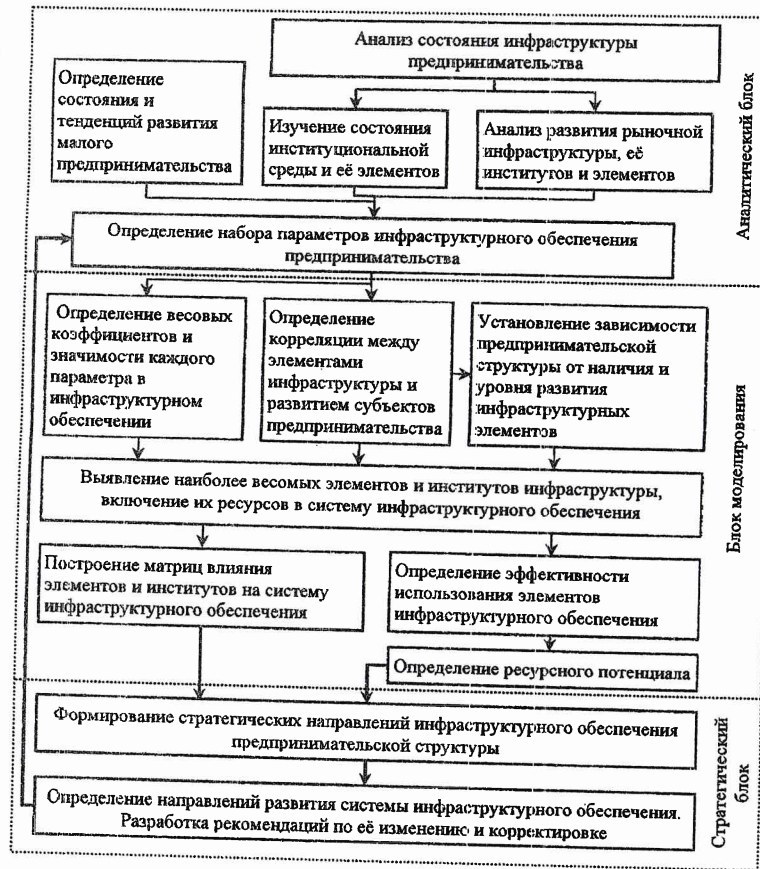 Анализ состояния инфраструктуры
предпринимательства
Определение
состояния и
тенденций развития
малого
предпринимательства
Изучение состояния
институциональной
среды и её элементов
Анализ развития рыночной
инфраструктуры, её
институтов и элементов
Аналитический блок
Определение набора параметров инфраструктурного обеспечения
предпринимательства
Определение весовых
коэффициентов и
значимости каждого
параметра в
инфраструктурном
обеспечении
Определение
корреляции между
элементами
инфраструктуры и
развитием субъектов
предпринимательства
Установление зависимости
предпринимательской
структуры от наличия и
уровня развития
инфраструктурных
элементов
Блок моделирования
Выявление наиболее весомых элементов и институтов инфраструктуры,
включение их ресурсов в систему инфраструктурного обеспечения
Построение матриц влияния
элементов и институтов на систему
инфраструктурного обеспечения
Определение эффективности
использования элементов
инфраструктурного обеспечения
Определение ресурсного потенциала
Формирование стратегических направлений инфраструктурного обеспечения
предпринимательской структуры
Стратегический
блок
Определение направлений развития системы инфраструктурного обеспечения.
Разработка рекомендаций по её изменению и корректировке